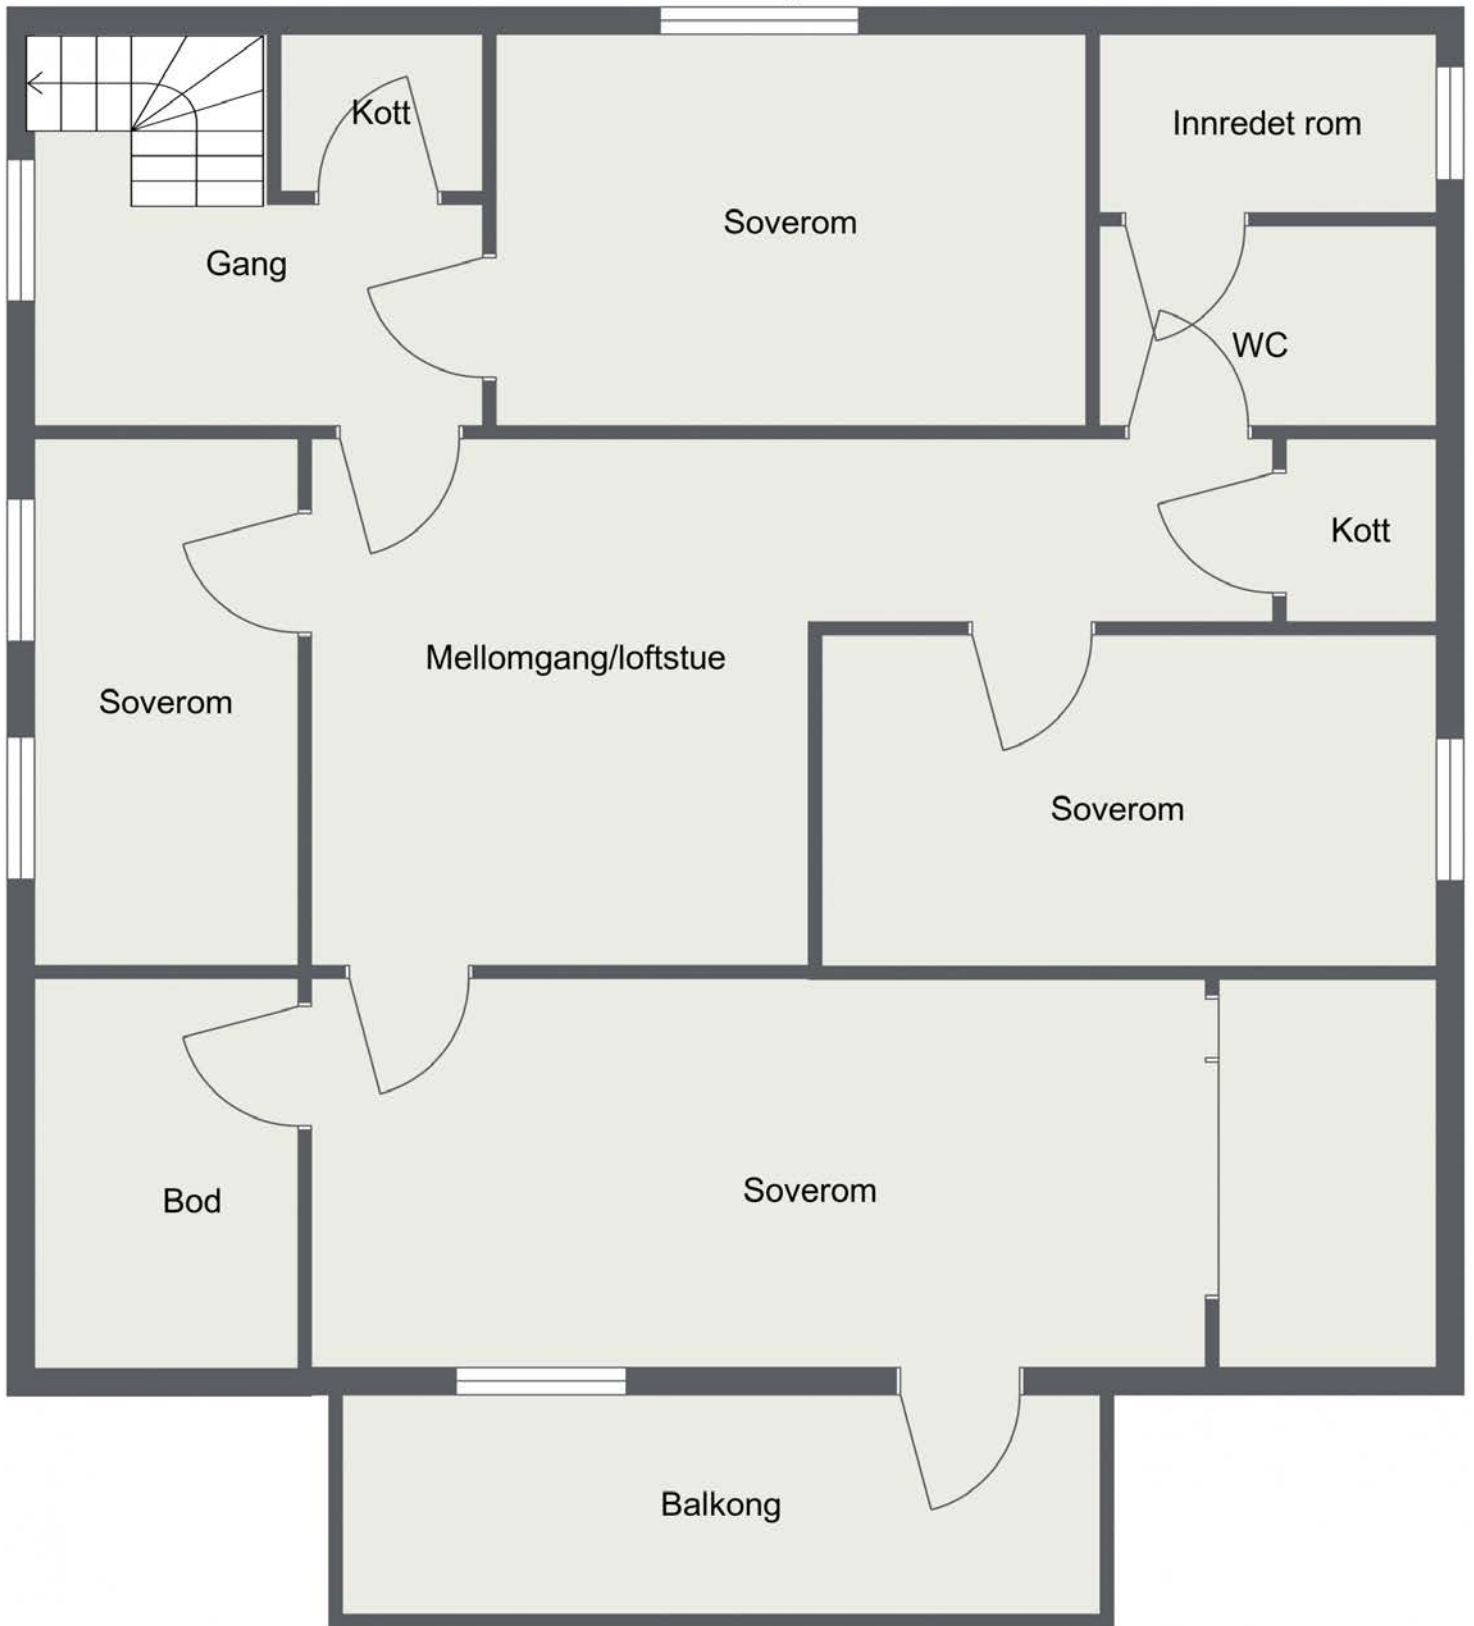 Kott
Innredet rom
Soverom
Gang
WC
Kott
Mellomgang/loftstue
Soverom
Soverom
Soverom
Bod
Balkong